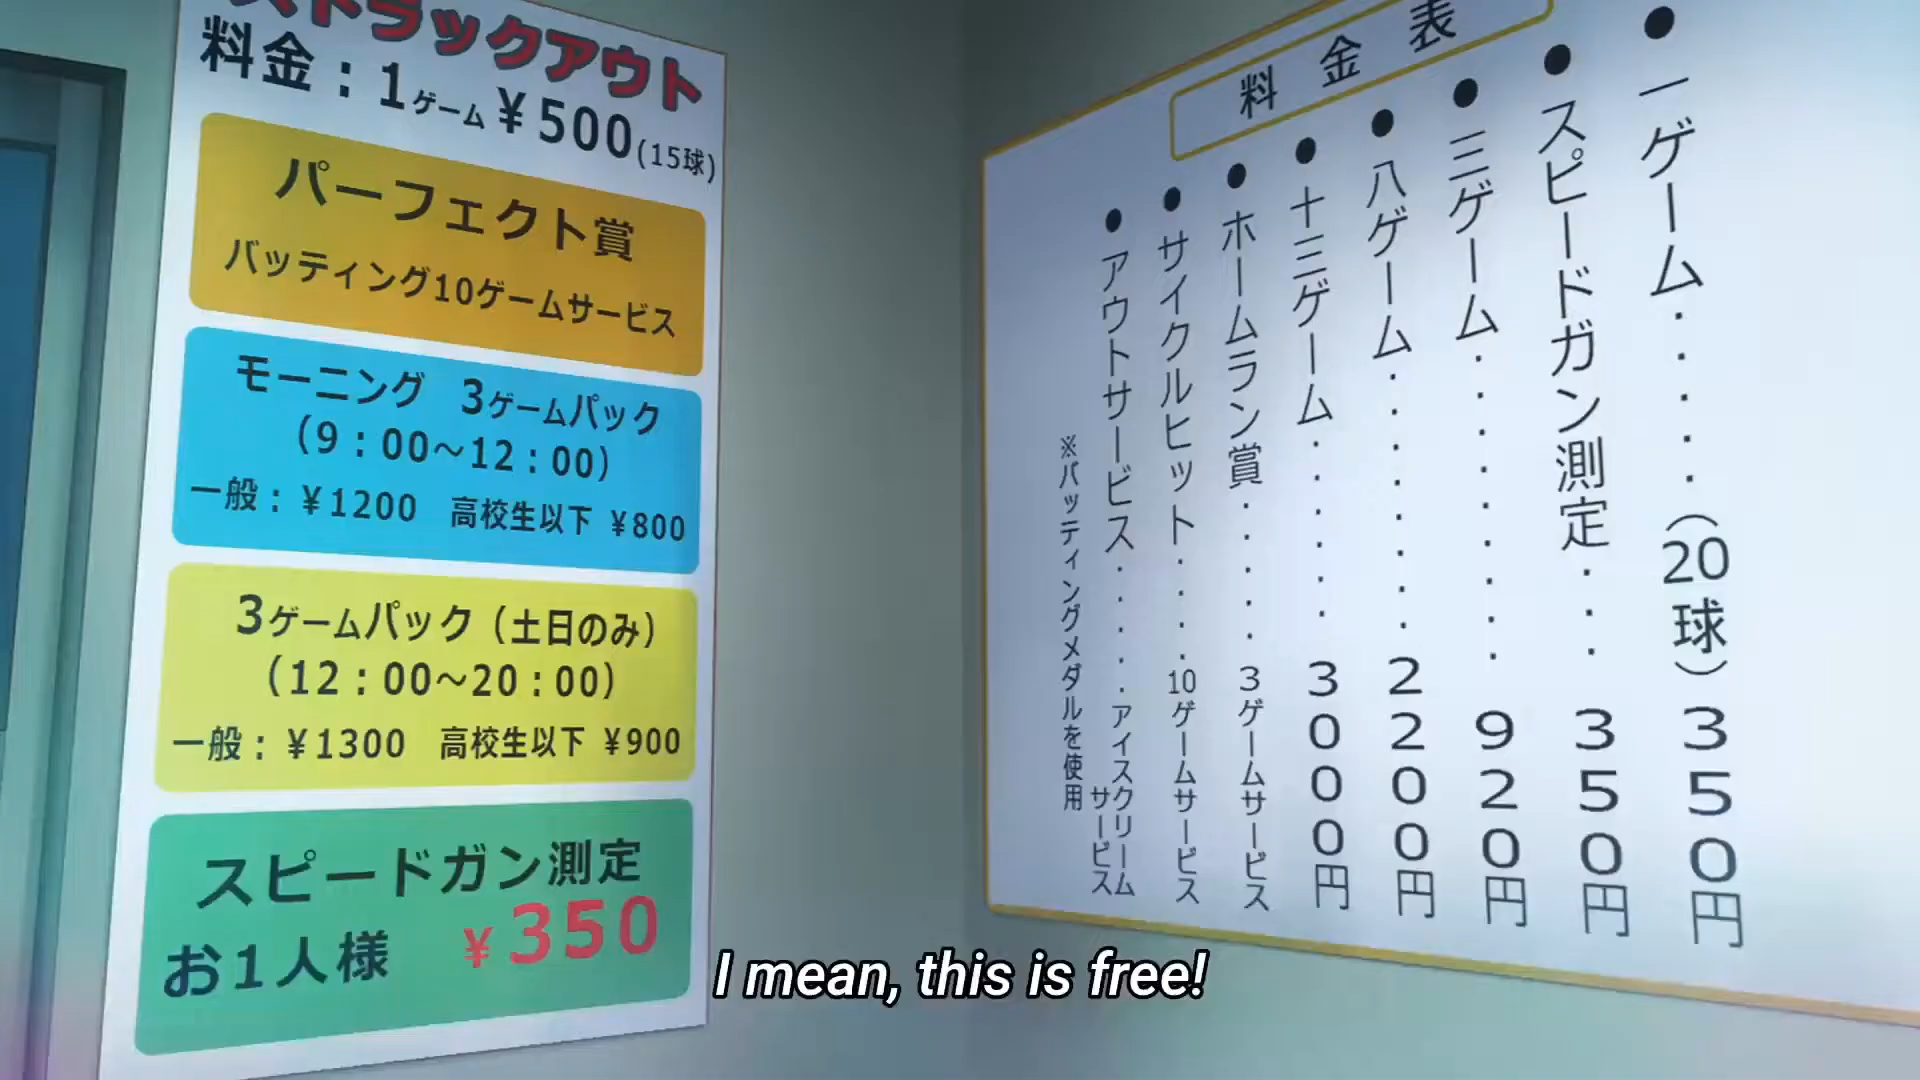 ストラックアウト
料金：1ゲーム ¥500(15球)
パーフェクト賞
バッティング10ゲームサービス
モーニング 3ゲームパック
(9：00～12：00)
一般：¥1200 高校生以下 ¥800
3ゲームパック（土日のみ）
(12：00～20：00)
一般：¥1300 高校生以下 ¥900
スピードガン測定
お1人様 ¥350
料金表
●一ゲーム・・・・・（20球）350円
●スピードガン測定・・・350円
●三ゲーム・・・・・・・・・920円
●八ゲーム・・・・・・・・2200円
●十三ゲーム・・・・・・3000円
●ホームラン賞・・・・・3ゲームサービス
●サイクルヒット・・・・10ゲームサービス
●アウトサービス・・・・・アイスクリームサービス
※バッティングメダルを使用
I mean, this is free!